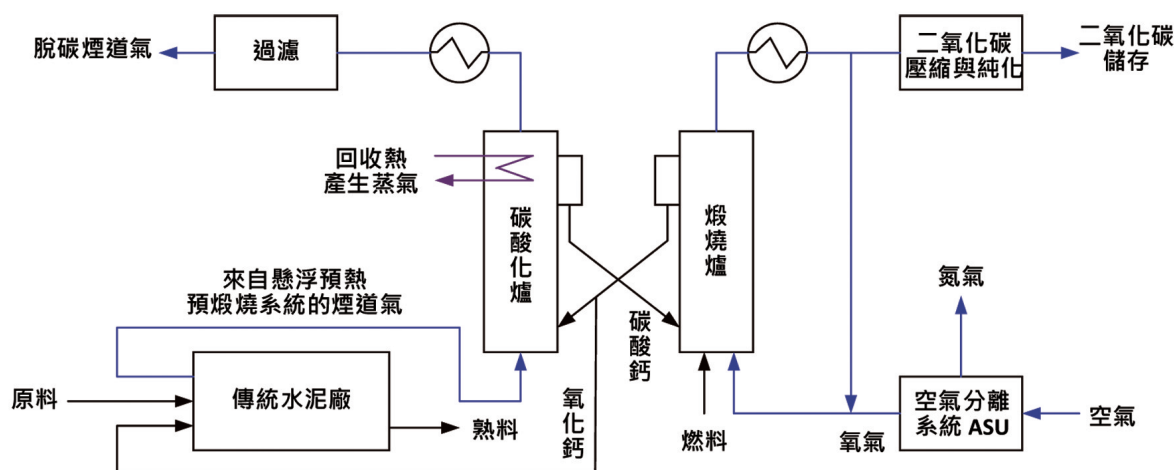 脫碳煙道氣
過濾
二氧化碳
壓縮與純化
二氧化碳
儲存
回收熱
產生蒸氣
碳酸化爐
煅燒爐
來自懸浮預熱
預煅燒系統的煙道氣
氮氣
碳酸鈣
氧化鈣
原料
傳統水泥廠
熟料
燃料
氧氣
空氣分離
系統 ASU
空氣